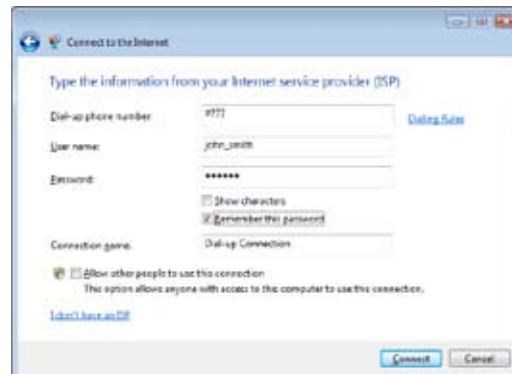 Connect to the Internet
Type the information from your Internet service provider (ISP)
Dial-up phone number: #777 Dialing Rules
User name: john_smith
Password: ••••••
Show characters
Remember this password
Connection name: Dial-up Connection
Allow other people to use this connection
This option allows anyone with access to this computer to use this connection.
I don't have an ISP
Connect Cancel